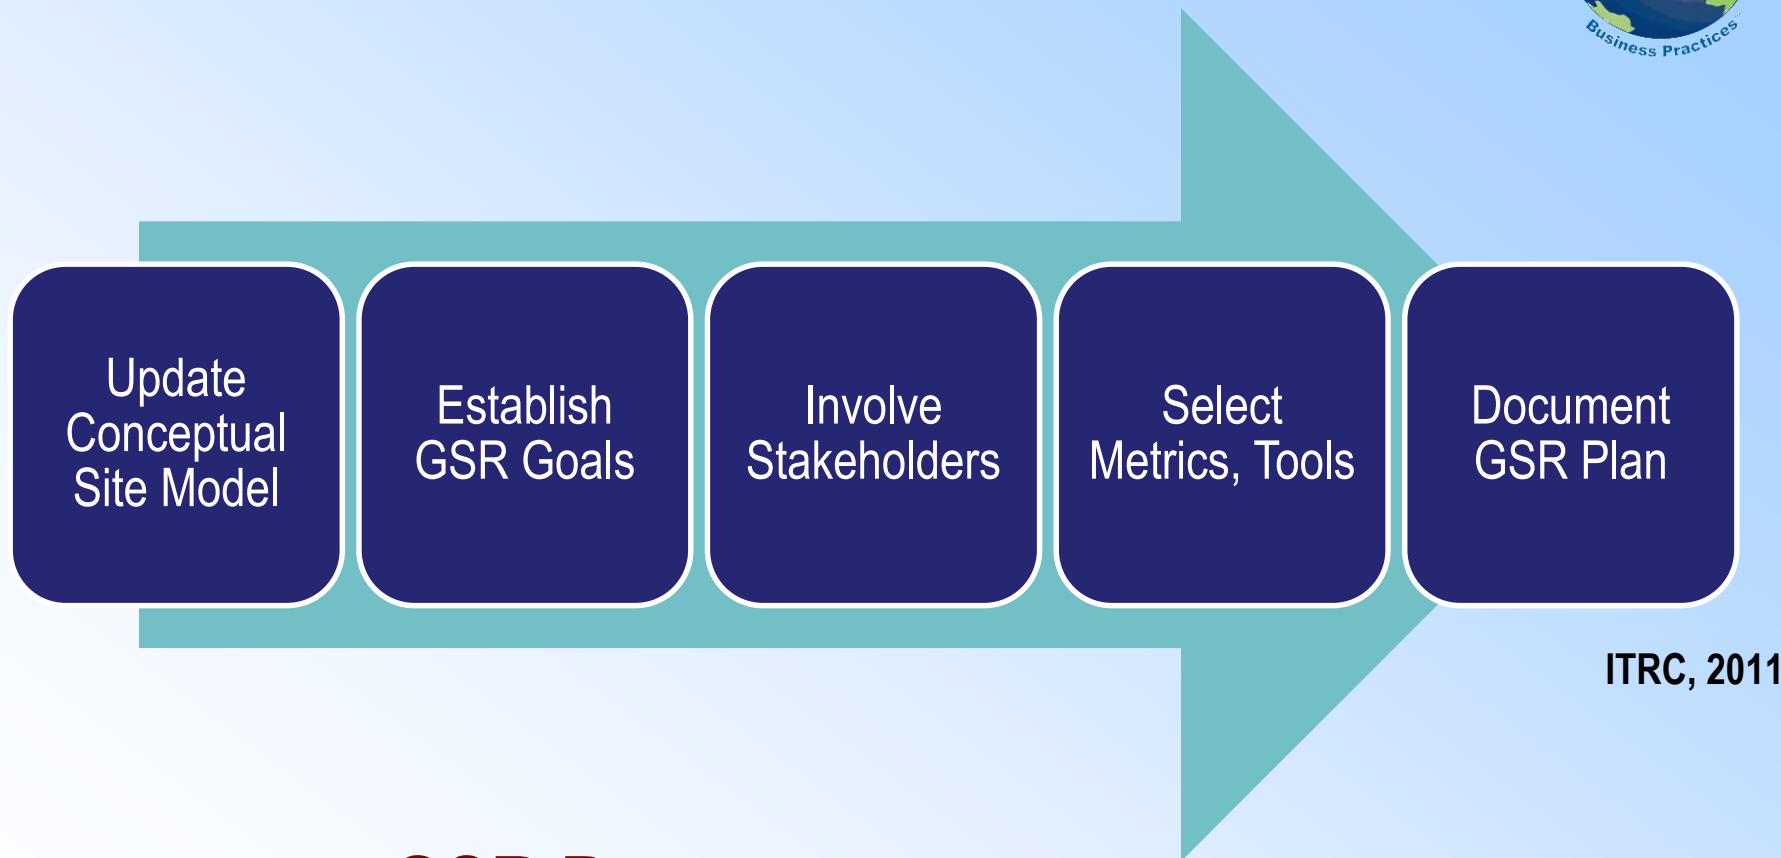 Business Practices
Update
Conceptual
Site Model
Establish
GSR Goals
Involve
Stakeholders
Select
Metrics, Tools
Document
GSR Plan
ITRC, 2011